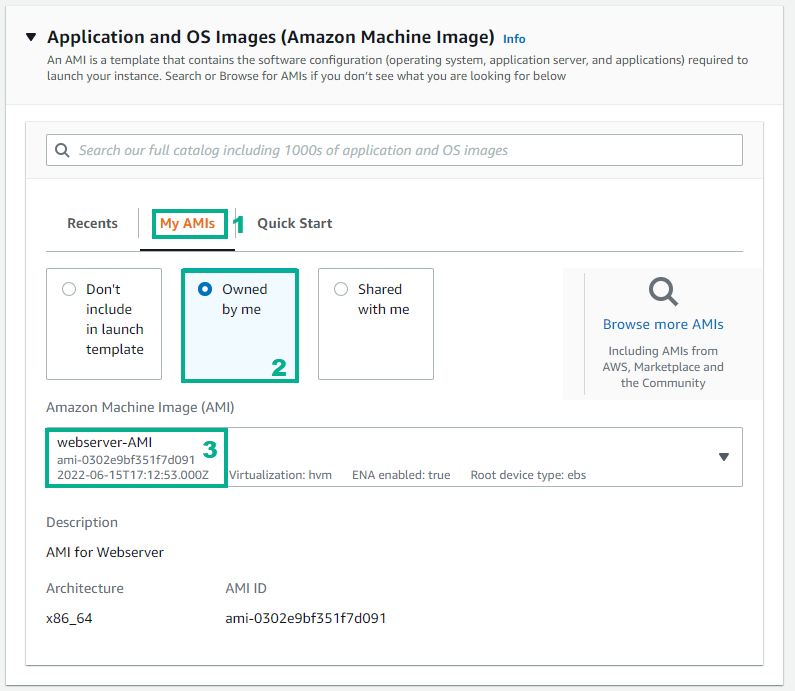 Application and OS Images (Amazon Machine Image) Info
An AMI is a template that contains the software configuration (operating system, application server, and applications) required to
launch your instance. Search or Browse for AMIs if you don't see what you are looking for below
Search our full catalog including 1000s of application and OS images
Recents My AMIs 1 Quick Start
Don't
include
in launch
template
Owned
by me
2
Shared
with me
Browse more AMIs
Including AMIs from
AWS, Marketplace and
the Community
Amazon Machine Image (AMI)
webserver-AMI
3
ami-0302e9bf351f7d091
2022-06-15T17:12:53.000Z Virtualization: hvm ENA enabled: true Root device type: ebs
Description
AMI for Webserver
Architecture AMI ID
x86_64 ami-0302e9bf351f7d091